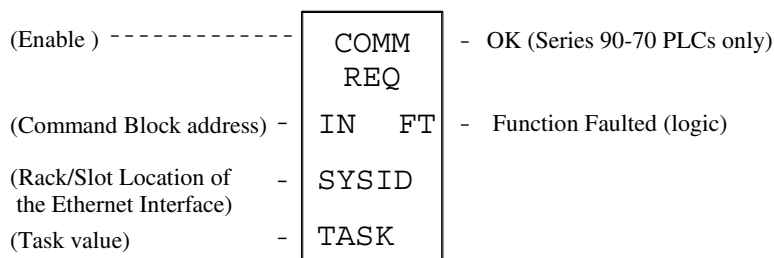 (Enable )
COMM
OK (Series 90-70 PLCs only)
REQ
(Command Block address)
IN FT
Function Faulted (logic)
(Rack/Slot Location of
the Ethernet Interface)
SYSID
(Task value)
TASK